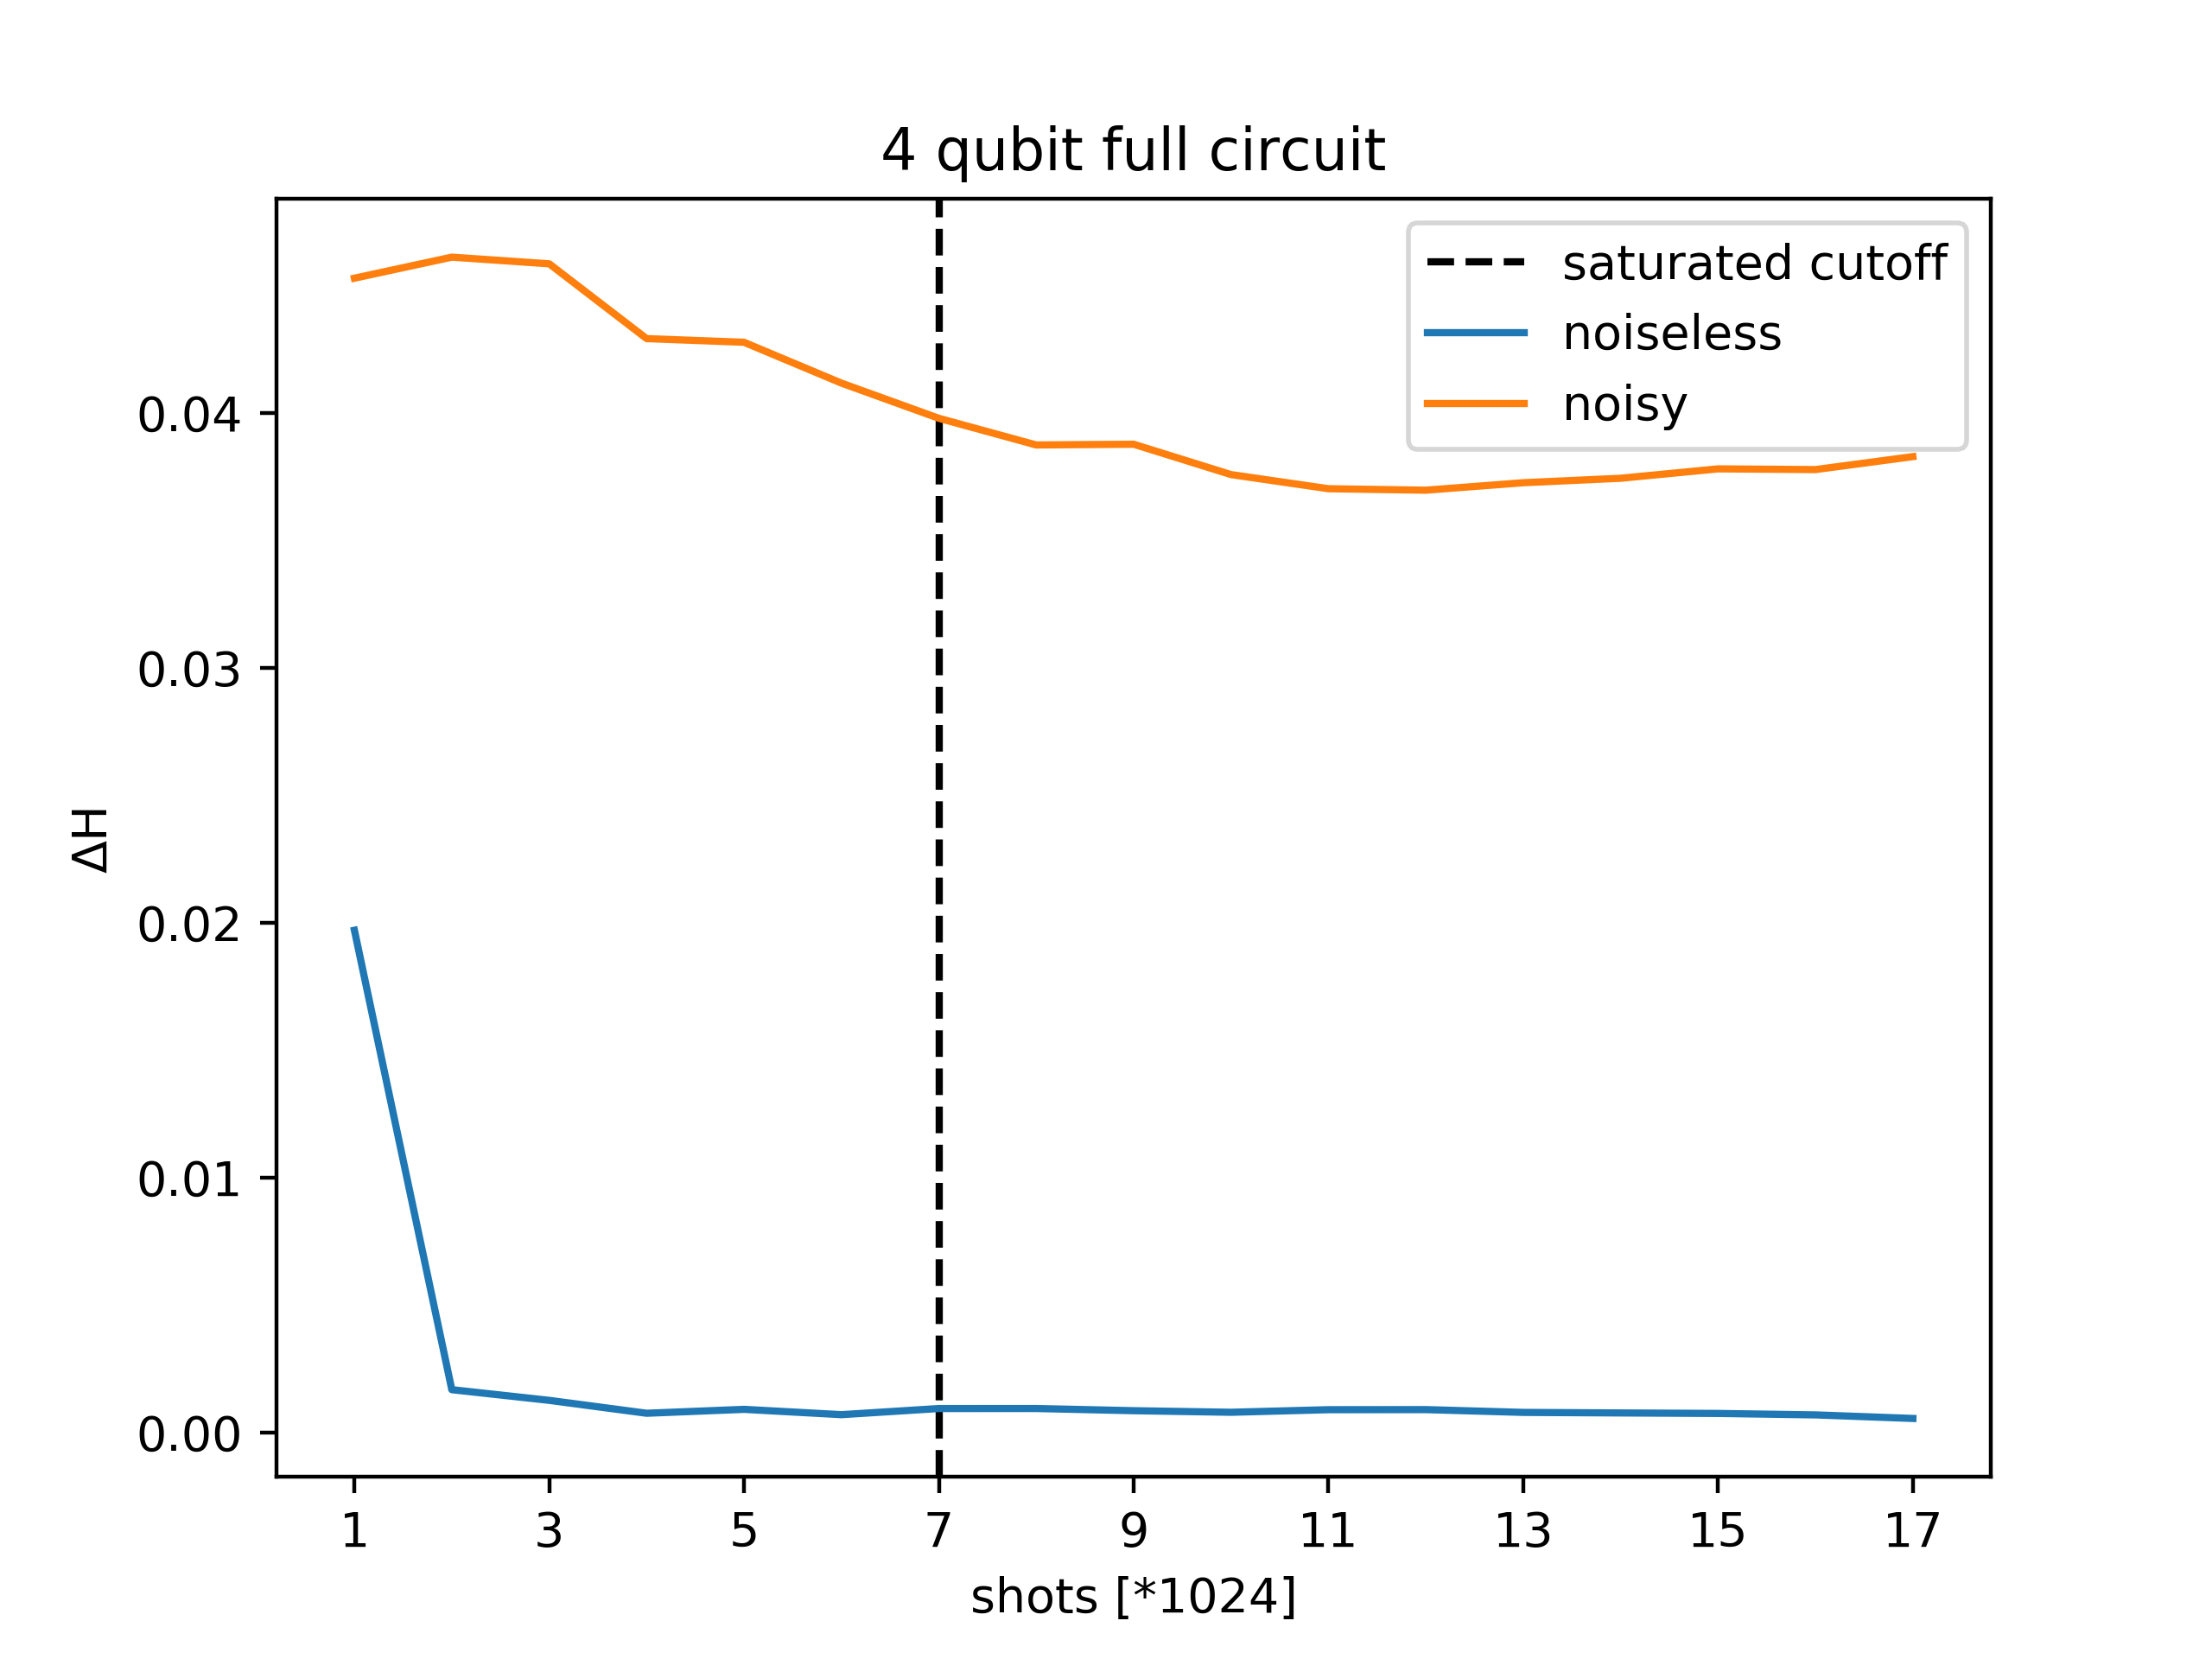 4 qubit full circuit
saturated cutoff
noiseless
noisy
0.04
0.03
0.02
0.01
0.00
ΔH
1 3 5 7 9 11 13 15 17
shots [*1024]